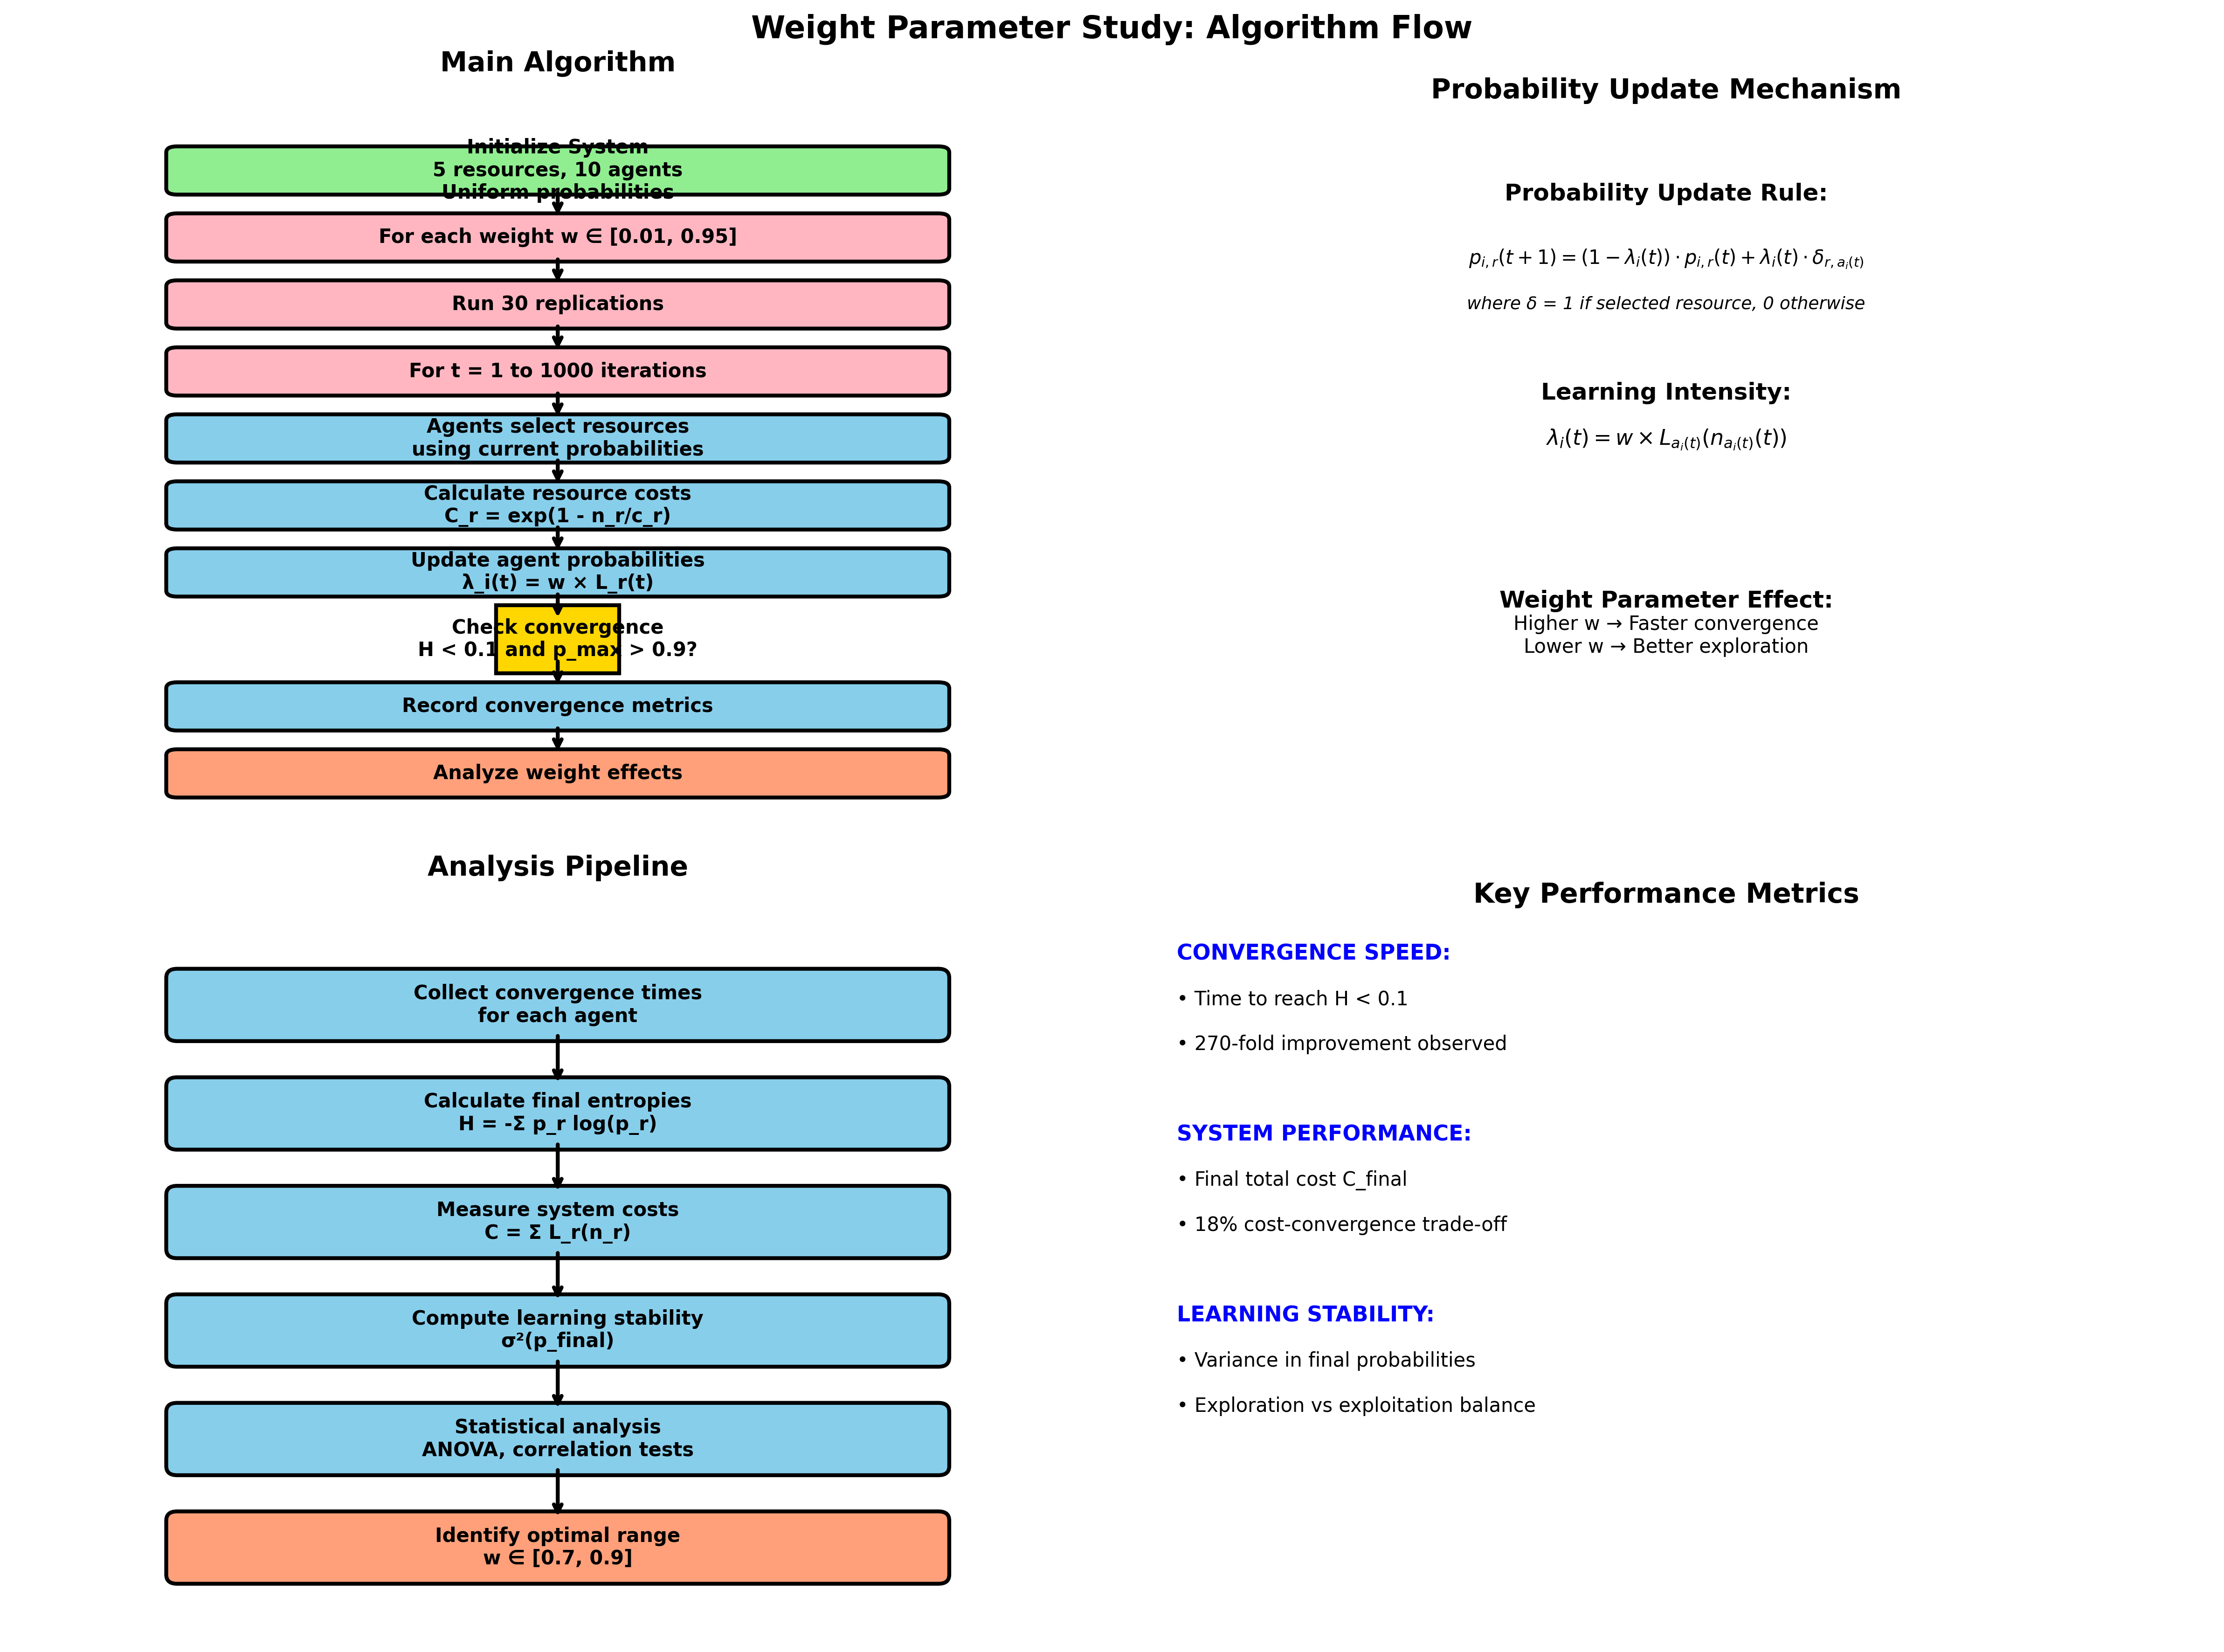 Weight Parameter Study: Algorithm Flow
Main Algorithm
Initialize System
5 resources, 10 agents
Uniform probabilities
For each weight w ∈ [0.01, 0.95]
Run 30 replications
For t = 1 to 1000 iterations
Agents select resources
using current probabilities
Calculate resource costs
C_r = exp(1 - n_r/c_r)
Update agent probabilities
λ_i(t) = w × L_r(t)
Check convergence
H < 0.1 and p_max > 0.9?
Record convergence metrics
Analyze weight effects
Probability Update Mechanism
Probability Update Rule:
p_{i,r}(t + 1) = (1 − λ_i(t)) · p_{i,r}(t) + λ_i(t) · δ_{r,a_i(t)}
where δ = 1 if selected resource, 0 otherwise
Learning Intensity:
λ_i(t) = w × L_{a_i(t)}(n_{a_i(t)}(t))
Weight Parameter Effect:
Higher w → Faster convergence
Lower w → Better exploration
Analysis Pipeline
Collect convergence times
for each agent
Calculate final entropies
H = -Σ p_r log(p_r)
Measure system costs
C = Σ L_r(n_r)
Compute learning stability
σ²(p_final)
Statistical analysis
ANOVA, correlation tests
Identify optimal range
w ∈ [0.7, 0.9]
Key Performance Metrics
CONVERGENCE SPEED:
• Time to reach H < 0.1
• 270-fold improvement observed
SYSTEM PERFORMANCE:
• Final total cost C_final
• 18% cost-convergence trade-off
LEARNING STABILITY:
• Variance in final probabilities
• Exploration vs exploitation balance